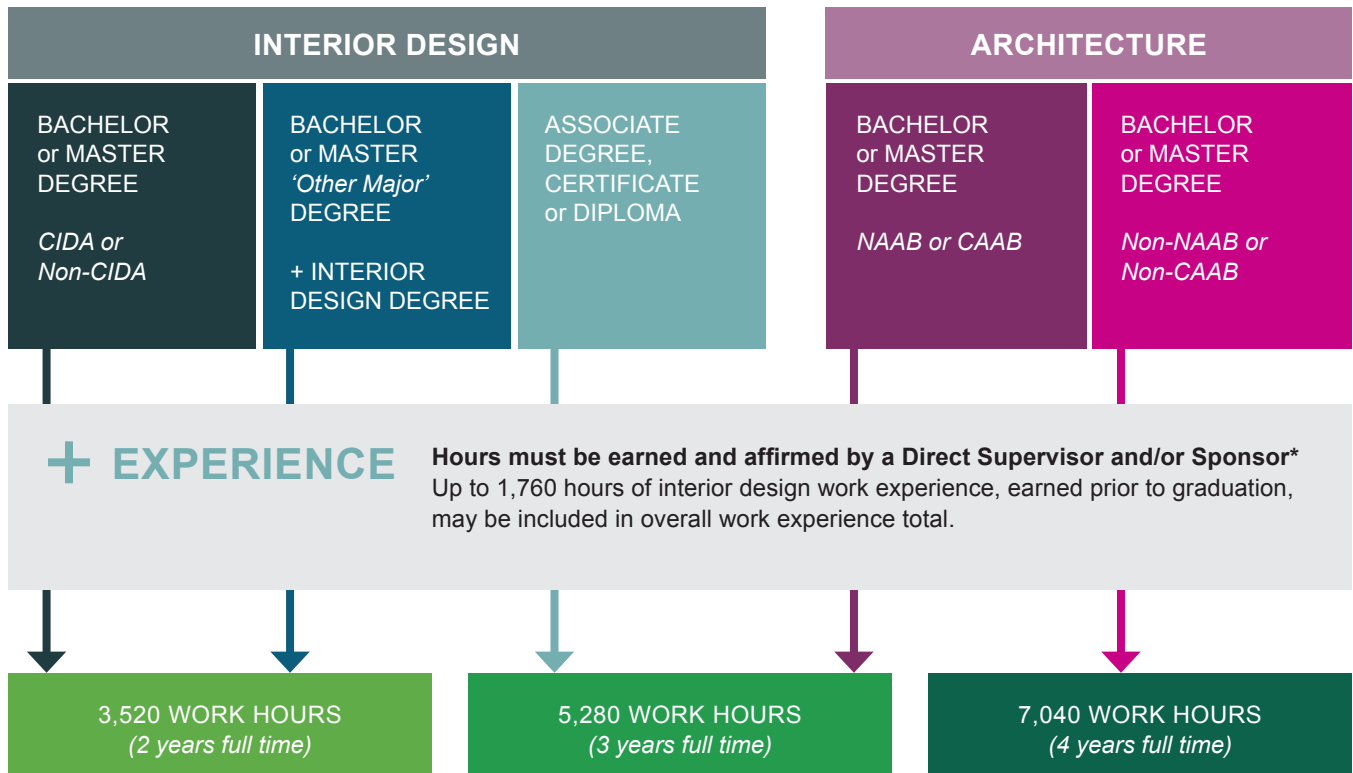 INTERIOR DESIGN
ARCHITECTURE
BACHELOR
or MASTER
DEGREE
CIDA or
Non-CIDA
BACHELOR
or MASTER
'Other Major'
DEGREE
+ INTERIOR
DESIGN DEGREE
ASSOCIATE
DEGREE,
CERTIFICATE
or DIPLOMA
BACHELOR
or MASTER
DEGREE
NAAB or CAAB
BACHELOR
or MASTER
DEGREE
Non-NAAB or
Non-CAAB
+ EXPERIENCE
Hours must be earned and affirmed by a Direct Supervisor and/or Sponsor*
Up to 1,760 hours of interior design work experience, earned prior to graduation,
may be included in overall work experience total.
3,520 WORK HOURS
(2 years full time)
5,280 WORK HOURS
(3 years full time)
7,040 WORK HOURS
(4 years full time)